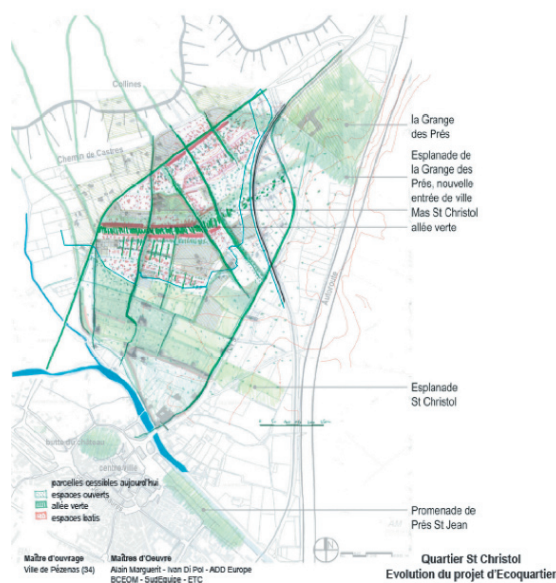 Collines
Chemin de Castres
la Grange
des Prés
Esplanade de
la Grange des
Prés, nouvelle
entrée de ville
Mas St Christol
allée verte
Autoroute
Esplanade
St Christol
butte du château
centre ville
parcelles cessibles aujourd'hui
espaces ouverts
allée verte
espaces batis
Promenade de
Prés St Jean
Maître d'ouvrage
Ville de Pézenas (34)
Maîtres d'Oeuvre
Alain Marguerit - Ivan Di Pol - ADD Europe
BCEOM - SudEquipe - ETC
Quartier St Christol
Evolution du projet d'Ecoquartier